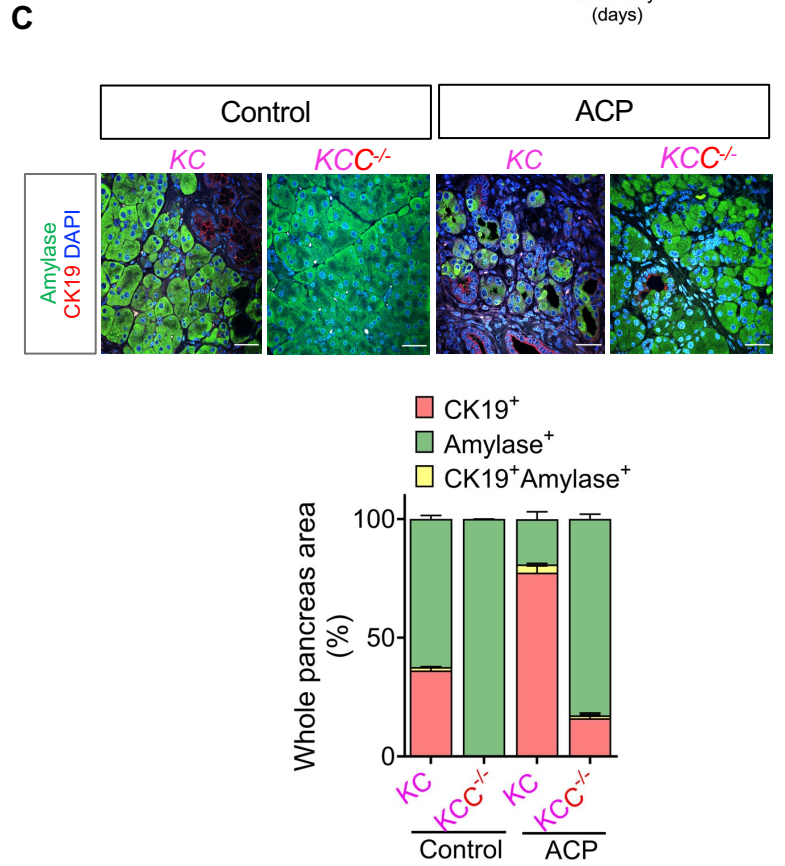 C
(days)
Control
ACP
KC
KCC-/-
KC
KCC-/-
Amylase
CK19 DAPI
CK19+
Amylase+
CK19+Amylase+
Whole pancreas area
(%)
100
50
0
KC
KCC-/-
KC
KCC-/-
Control
ACP